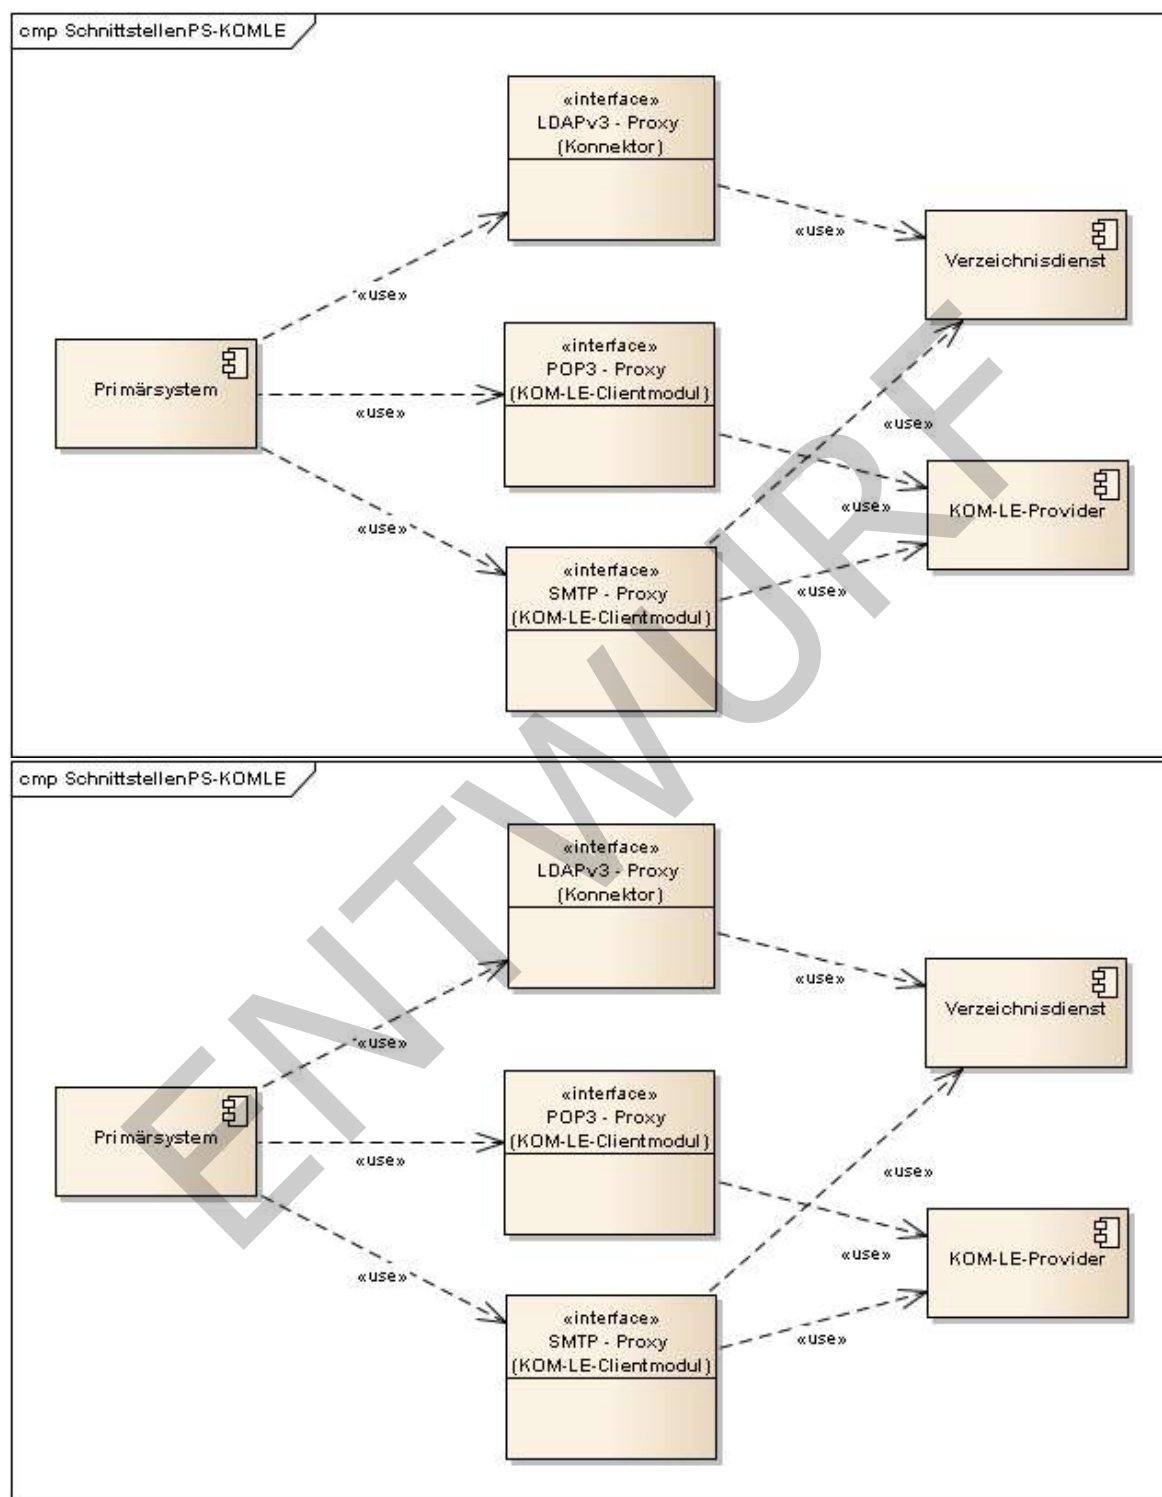 cmp SchnittstellenPS-KOMLE
«interface»
LDAPv3 - Proxy
(Konnektor)
«use»
Verzeichnisdienst
«use»
«interface»
POP3 - Proxy
(KOM-LE-Clientmodul)
Primärsystem
«use»
«use»
«use»
KOM-LE-Provider
«use»
«interface»
SMTP - Proxy
(KOM-LE-Clientmodul)
«use»
cmp SchnittstellenPS-KOMLE
«interface»
LDAPv3 - Proxy
(Konnektor)
«use»
Verzeichnisdienst
«use»
«interface»
POP3 - Proxy
(KOM-LE-Clientmodul)
Primärsystem
«use»
«use»
«use»
KOM-LE-Provider
«use»
«interface»
SMTP - Proxy
(KOM-LE-Clientmodul)
«use»
ENTWURF